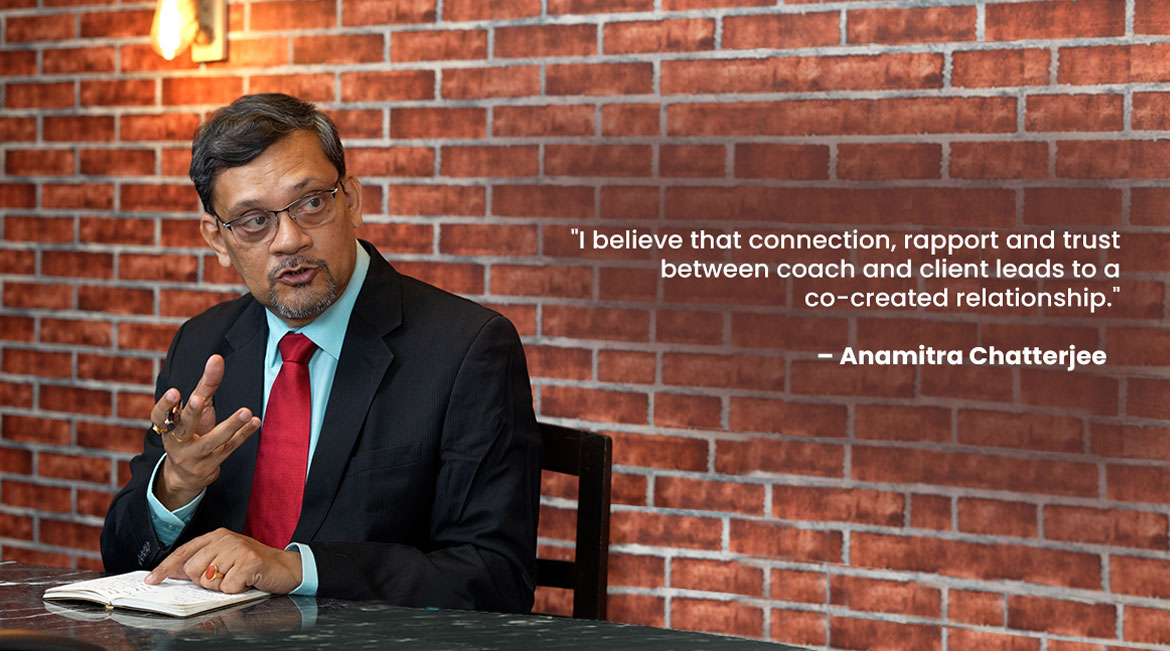 "I believe that connection, rapport and trust
between coach and client leads to a
co-created relationship."
– Anamitra Chatterjee